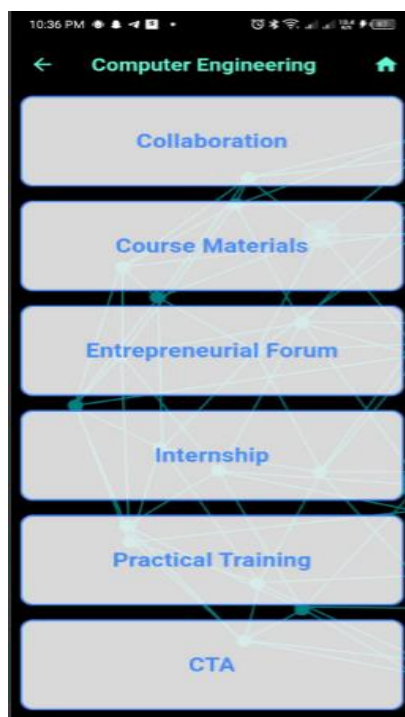 10:36 PM
Computer Engineering
Collaboration
Course Materials
Entrepreneurial Forum
Internship
Practical Training
CTA